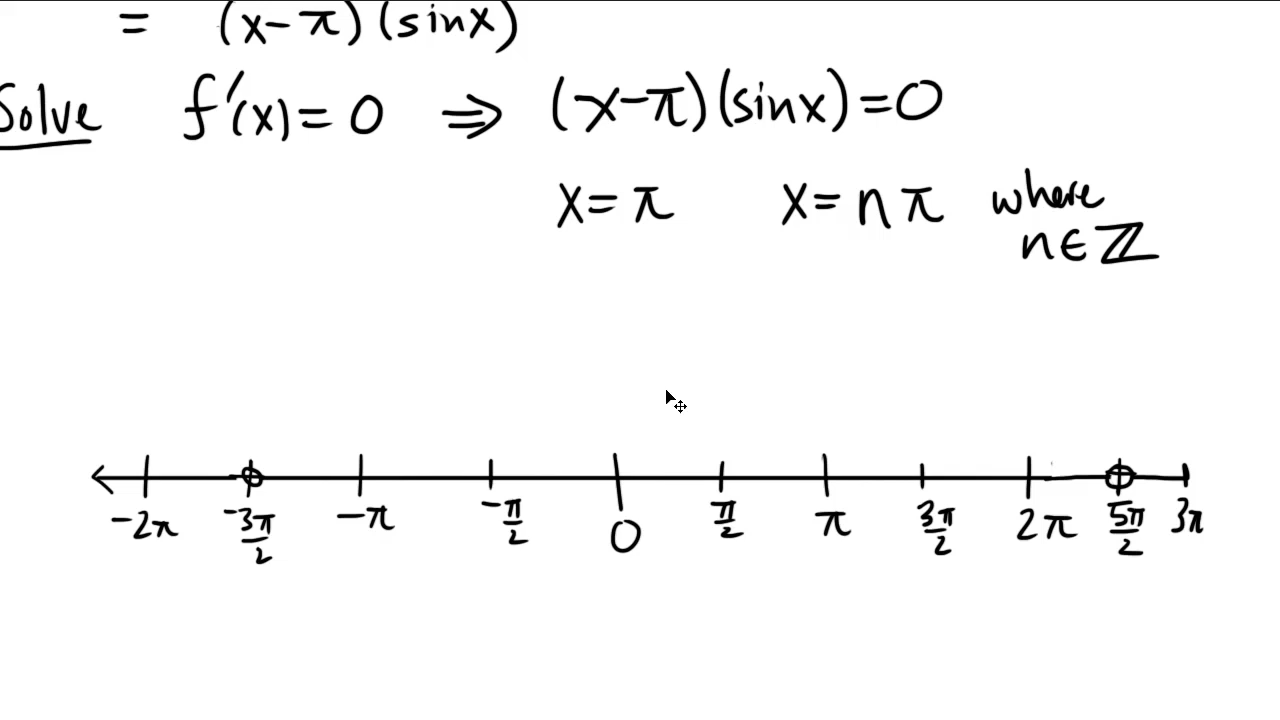 = (x-π)(sinx)
Solve f'(x)=0 ⇒ (x-π)(sinx)=0
x=π x=nπ where
n∈ℤ
-2π -3π/2 -π -π/2 0 π/2 π 3π/2 2π 5π/2 3π